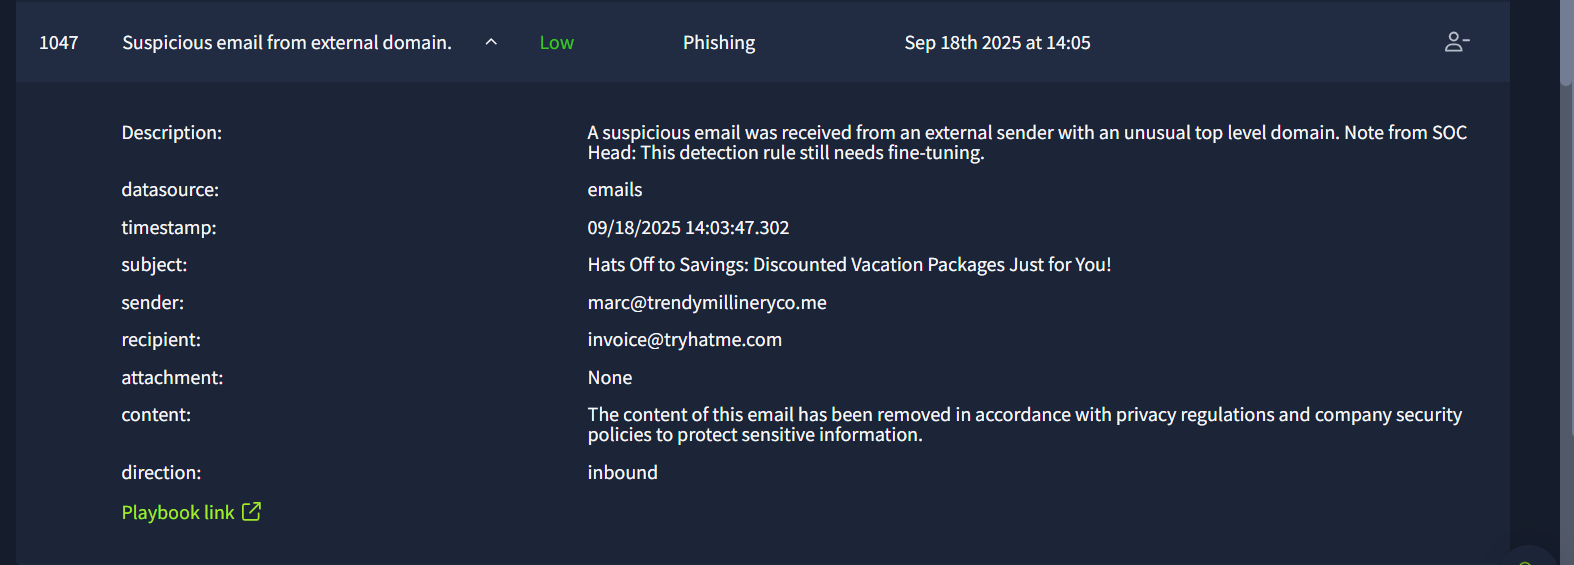 1047 Suspicious email from external domain. Low Phishing Sep 18th 2025 at 14:05
Description: A suspicious email was received from an external sender with an unusual top level domain. Note from SOC
Head: This detection rule still needs fine-tuning.
datasource: emails
timestamp: 09/18/2025 14:03:47.302
subject: Hats Off to Savings: Discounted Vacation Packages Just for You!
sender: marc@trendymillineryco.me
recipient: invoice@tryhatme.com
attachment: None
content: The content of this email has been removed in accordance with privacy regulations and company security
policies to protect sensitive information.
direction: inbound
Playbook link